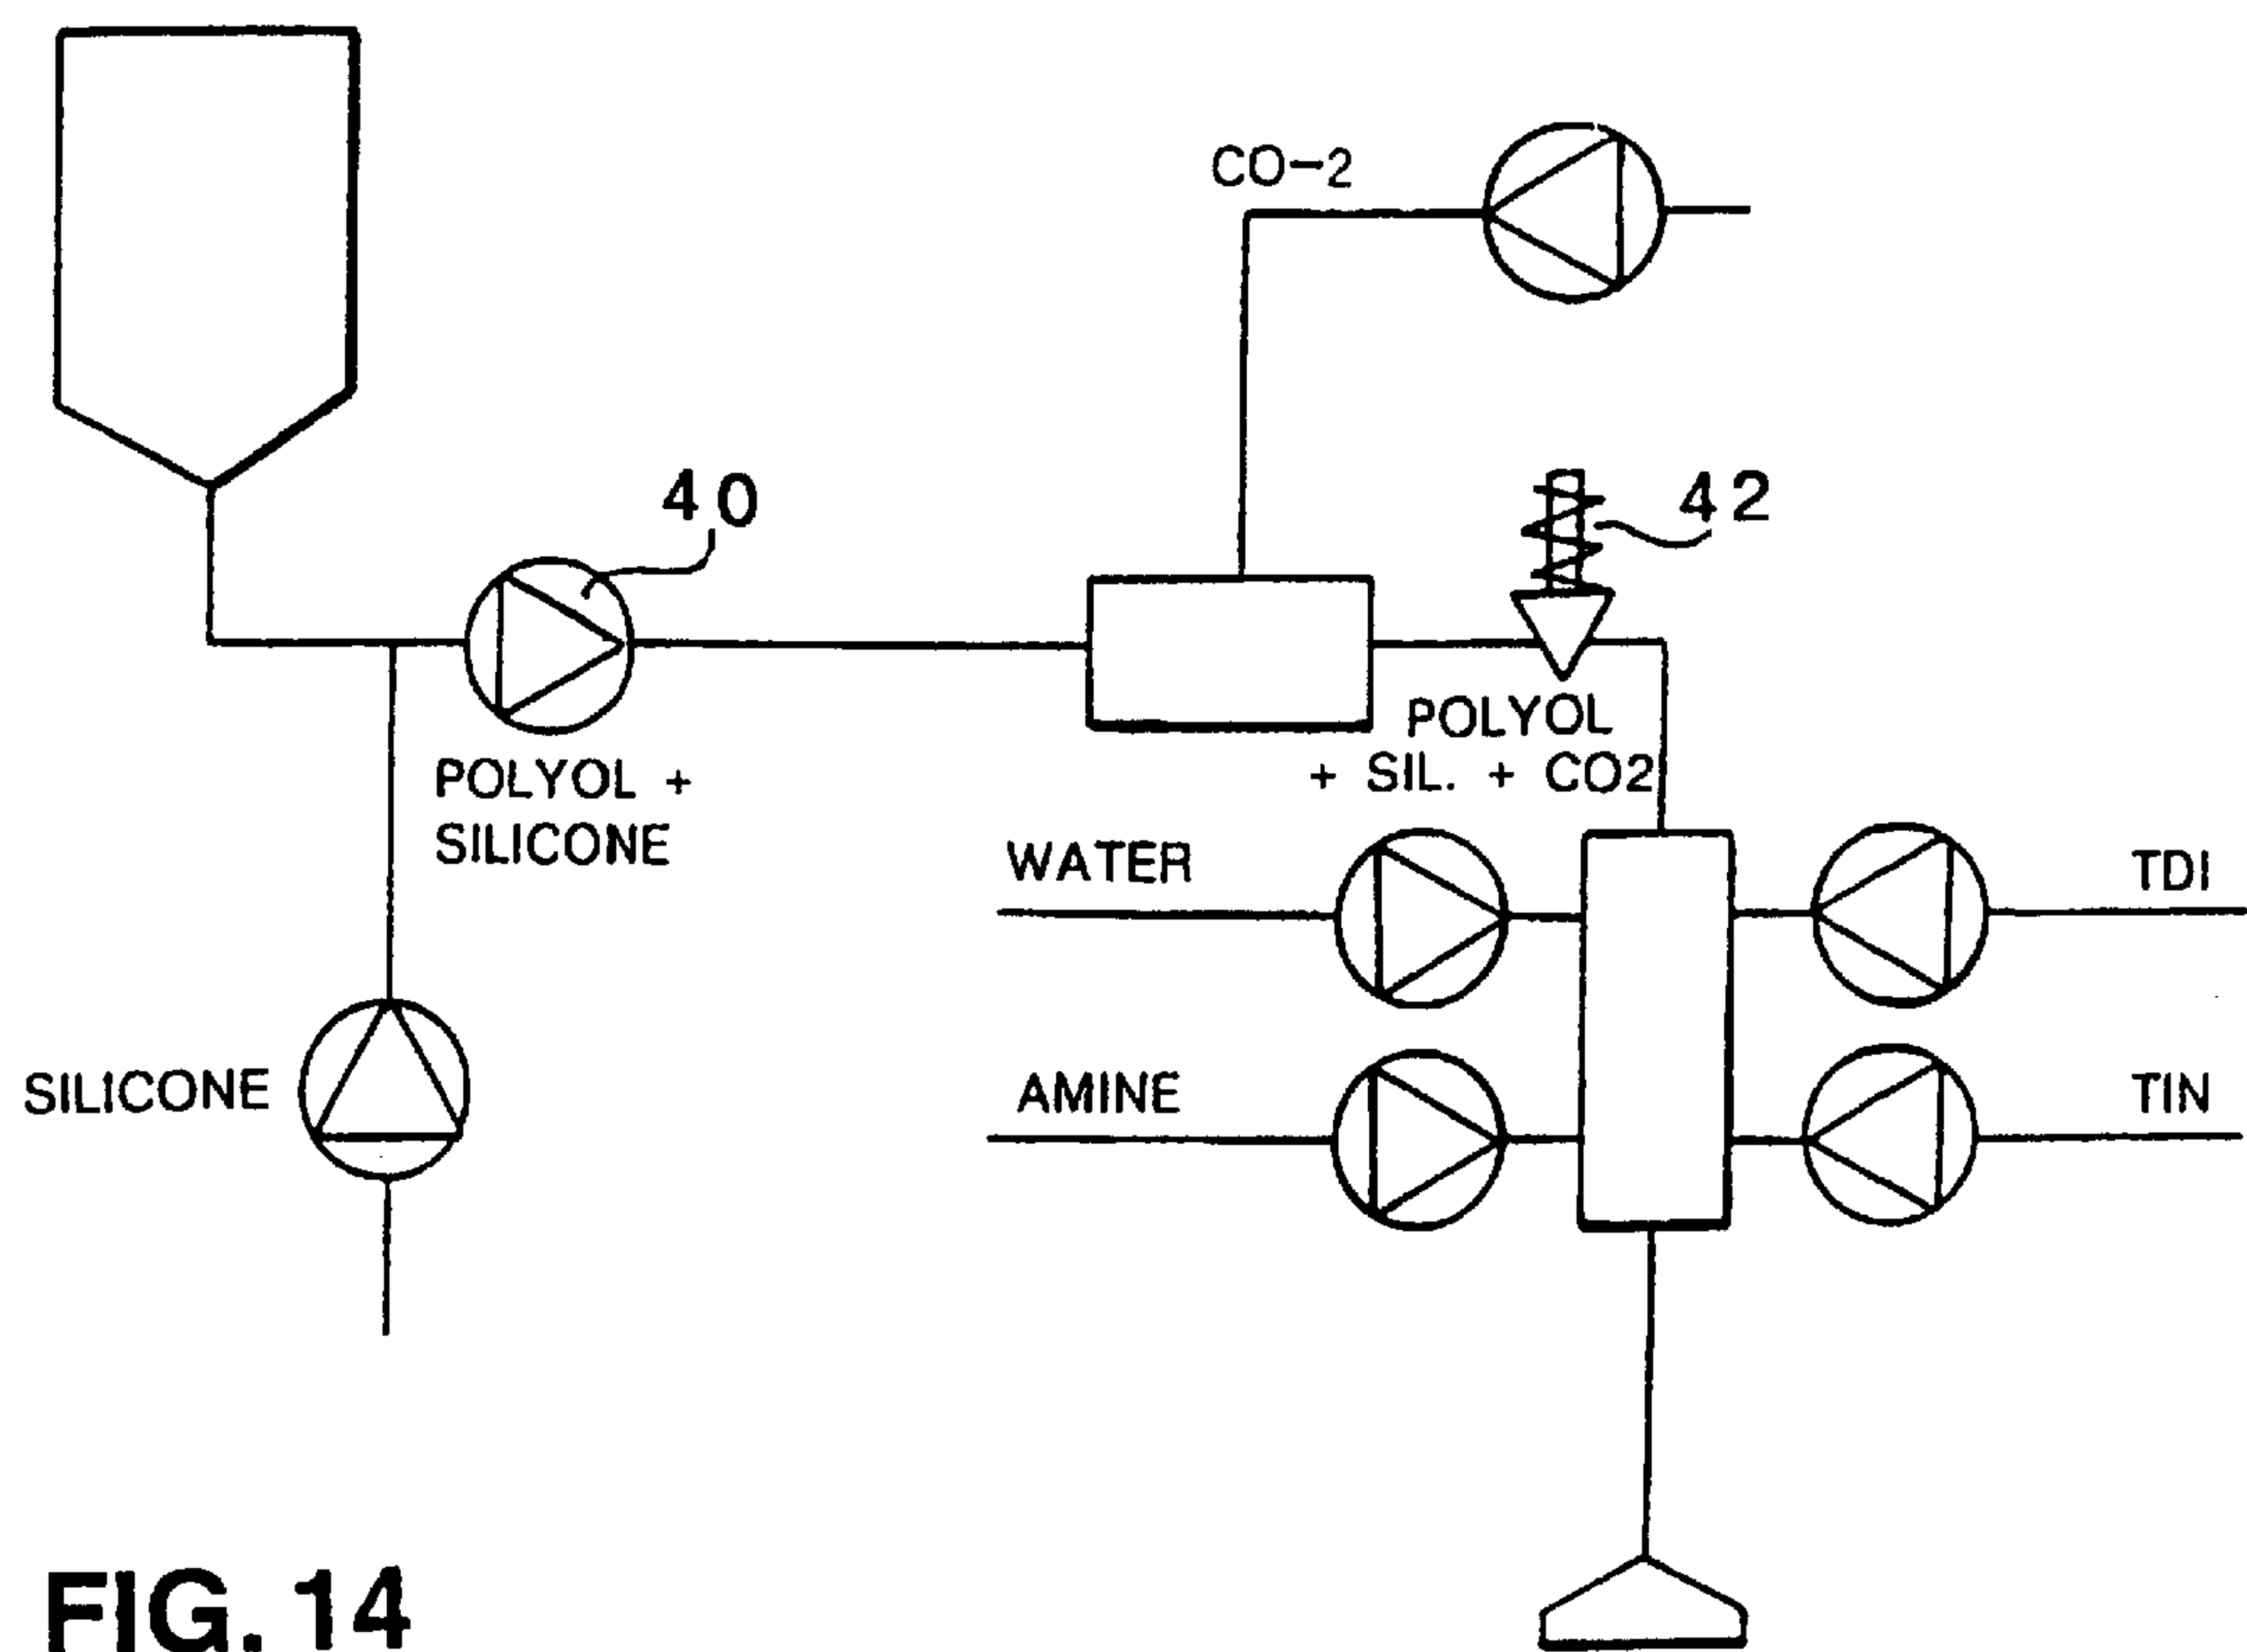 CO-2
40
42
POLYOL
+ SIL. + CO2
POLYOL +
SILICONE
WATER
TDI
SILICONE
AMINE
TIN
FIG. 14